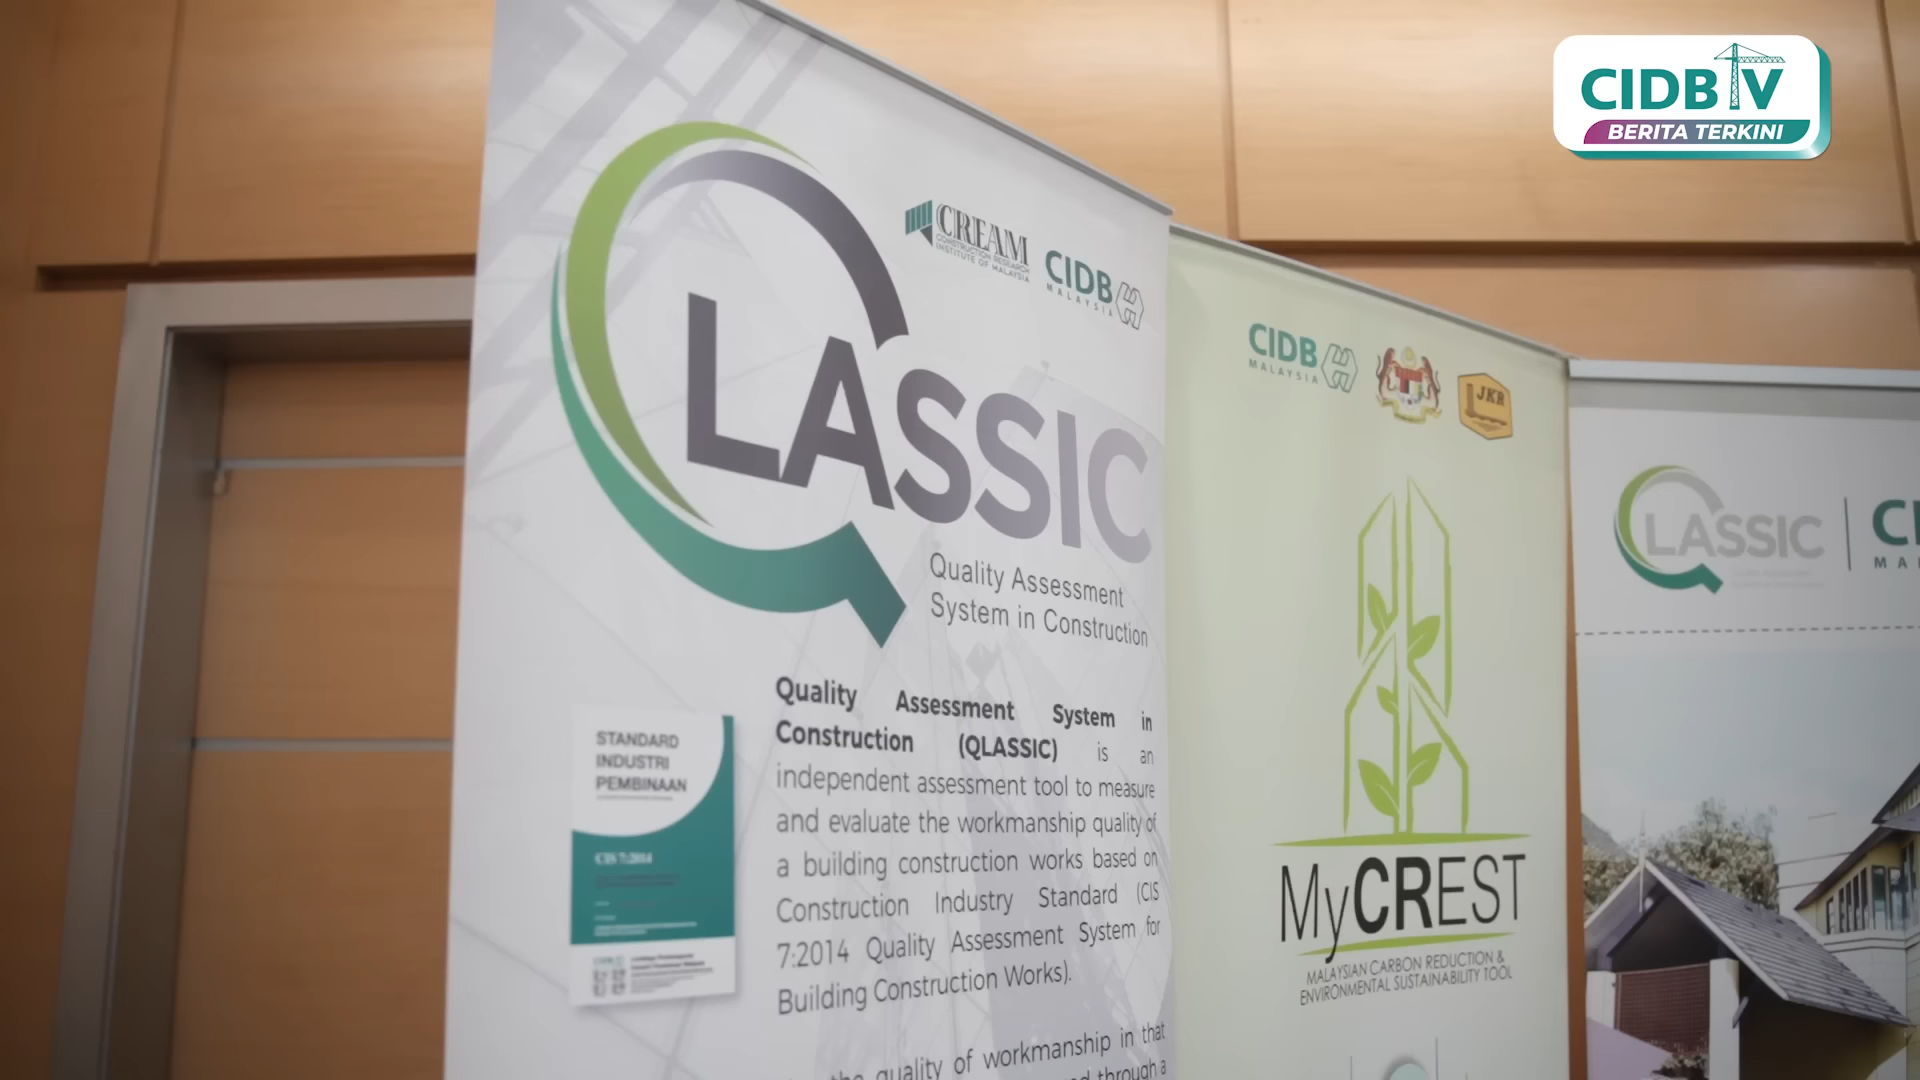 CIDB TV
BERITA TERKINI
CREAM
CONSTRUCTION RESEARCH
INSTITUTE OF MALAYSIA
CIDB
MALAYSIA
QLASSIC
Quality Assessment
System in Construction
Quality Assessment System in
Construction (QLASSIC) is an
independent assessment tool to measure
and evaluate the workmanship quality of
a building construction works based on
Construction Industry Standard (CIS
7:2014 Quality Assessment System for
Building Construction Works).
the quality of workmanship in that
through a
STANDARD
INDUSTRI
PEMBINAAN
CIS 7:2014
CIDB
MALAYSIA
JKR
MyCREST
MALAYSIAN CARBON REDUCTION &
ENVIRONMENTAL SUSTAINABILITY TOOL
QLASSIC